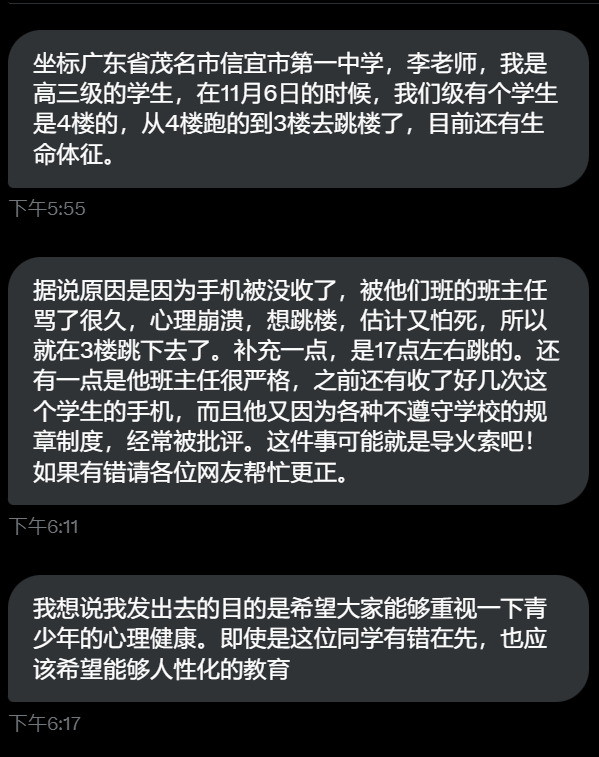 坐标广东省茂名市信宜市第一中学，李老师，我是
高三级的学生，在11月6日的时候，我们级有个学生
是4楼的，从4楼跑的到3楼去跳楼了，目前还有生
命体征。
下午5:55
据说原因是因为手机被没收了，被他们班的班主任
骂了很久，心理崩溃，想跳楼，估计又怕死，所以
就在3楼跳下去了。补充一点，是17点左右跳的。还
有一点是他班主任很严格，之前还有收了好几次这
个学生的手机，而且他又因为各种不遵守学校的规
章制度，经常被批评。这件事可能就是导火索吧！
如果有错请各位网友帮忙更正。
下午6:11
我想说我发出去的目的是希望大家能够重视一下青
少年的心理健康。即使是这位同学有错在先，也应
该希望能够人性化的教育
下午6:17